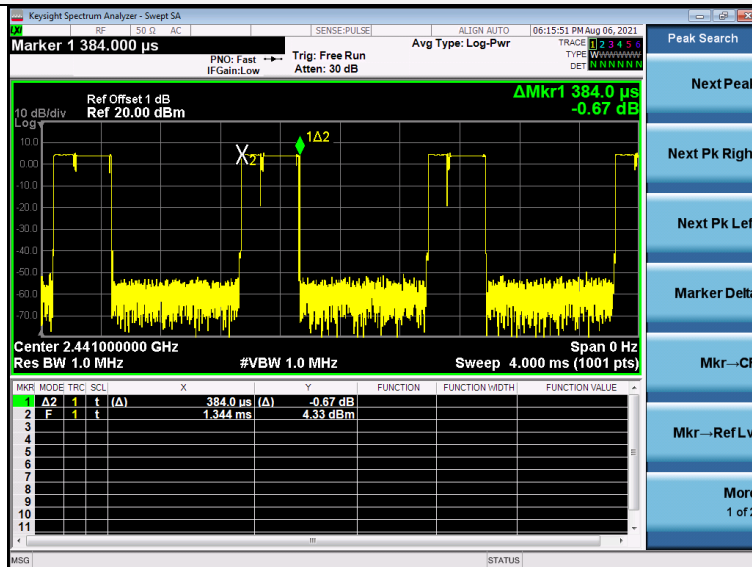 Keysight Spectrum Analyzer - Swept SA
LXI RF 50 Ω AC SENSE:PULSE ALIGN AUTO 06:15:51 PM Aug 06, 2021
Marker 1 384.000 µs
PNO: Fast
IFGain:Low
Trig: Free Run
Atten: 30 dB
Avg Type: Log-Pwr
TRACE 1 2 3 4 5 6
TYPE WWWWWW
DET N N N N N N
Ref Offset 1 dB
10 dB/div Ref 20.00 dBm
Log
ΔMkr1 384.0 µs
-0.67 dB
10.0
0.00
-10.0
-20.0
-30.0
-40.0
-50.0
-60.0
-70.0
X2
1Δ2
Center 2.441000000 GHz Span 0 Hz
Res BW 1.0 MHz #VBW 1.0 MHz Sweep 4.000 ms (1001 pts)
MKR MODE TRC SCL X Y FUNCTION FUNCTION WIDTH FUNCTION VALUE
1 Δ2 1 t (Δ) 384.0 µs (Δ) -0.67 dB
2 F 1 t 1.344 ms 4.33 dBm
3
4
5
6
7
8
9
10
11
MSG STATUS
Peak Search
Next Peak
Next Pk Righ
Next Pk Lef
Marker Delta
Mkr→CF
Mkr→Ref Lv
More
1 of 2